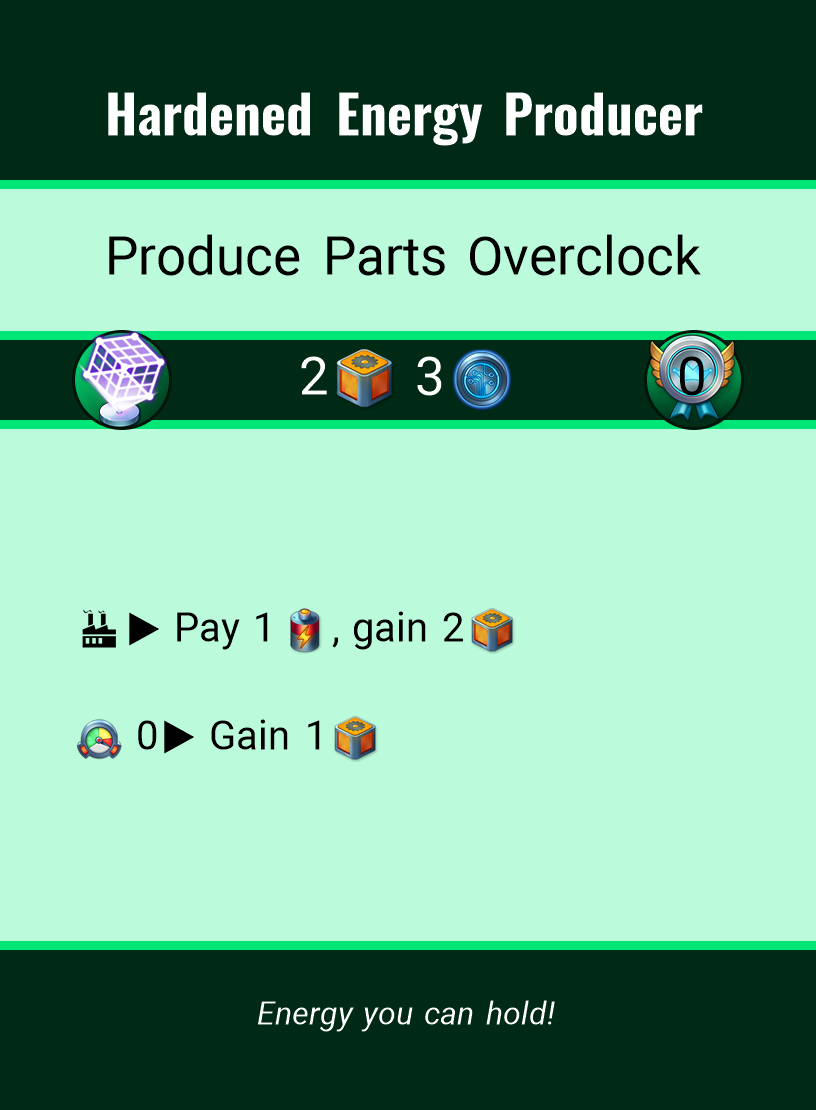 Hardened Energy Producer
Produce Parts Overclock
2 3 0
Pay 1 , gain 2
0 Gain 1
Energy you can hold!